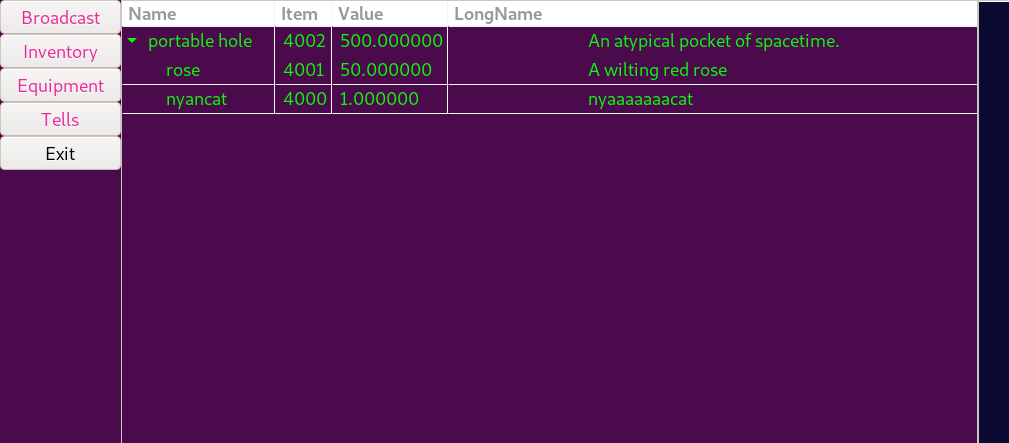 Broadcast
Inventory
Equipment
Tells
Exit
Name Item Value LongName
portable hole 4002 500.000000 An atypical pocket of spacetime.
rose 4001 50.000000 A wilting red rose
nyancat 4000 1.000000 nyaaaaaaacat